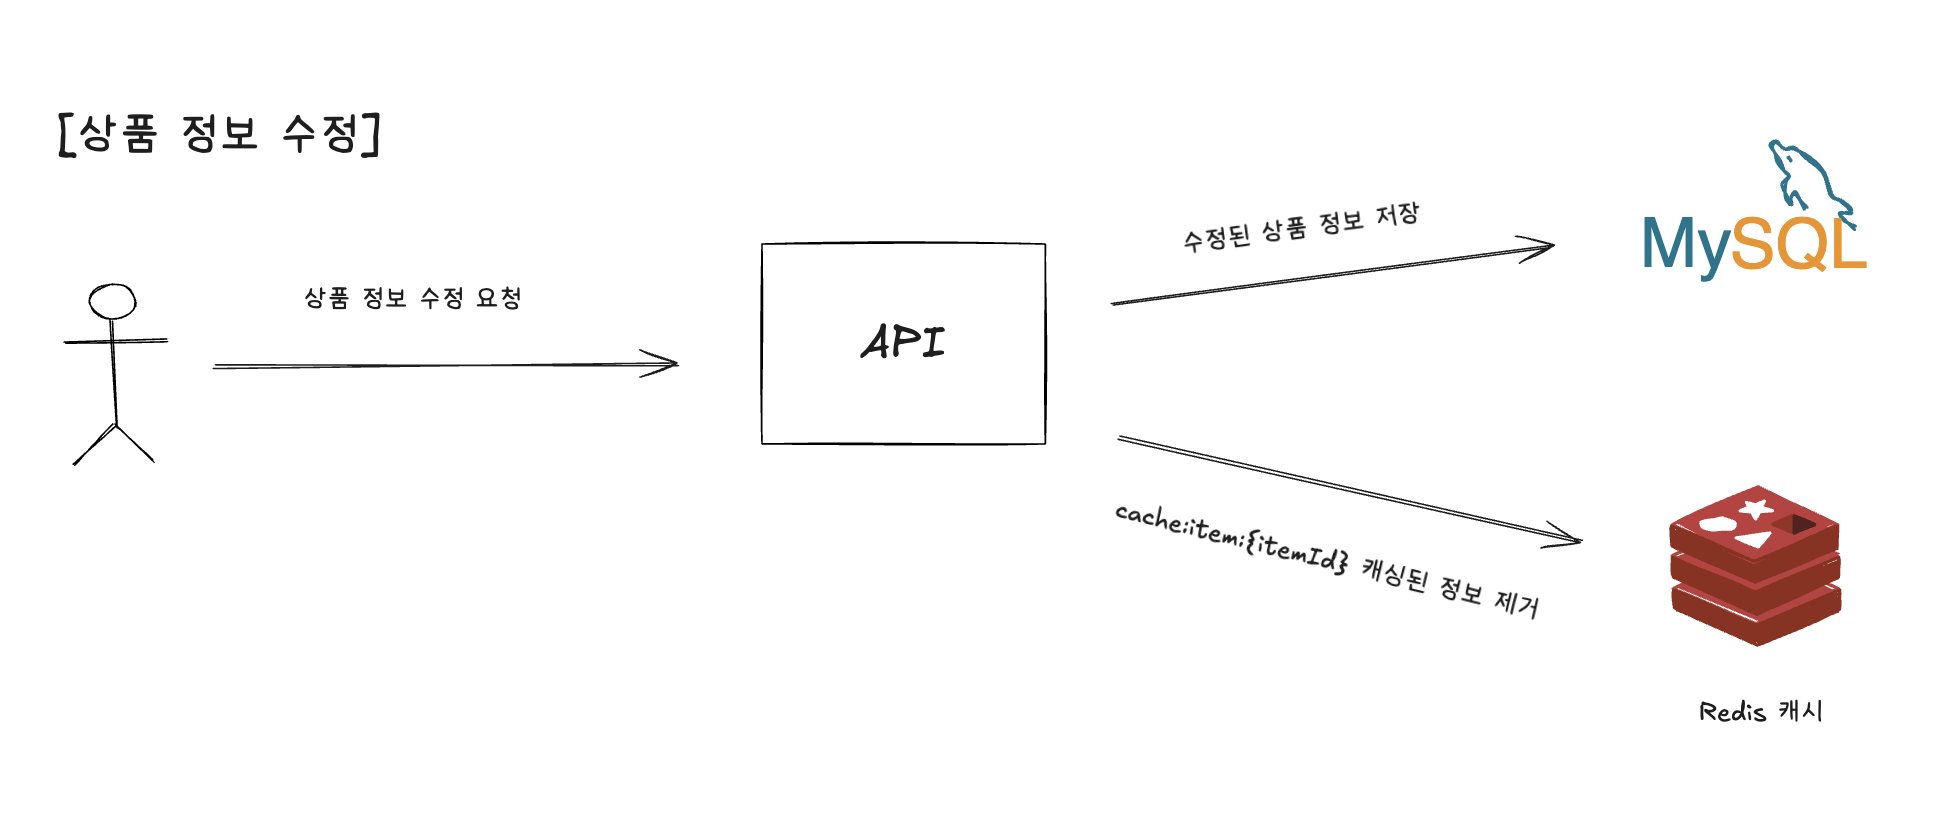 [상품 정보 수정]
상품 정보 수정 요청
API
수정된 상품 정보 저장
MySQL
cache:item:{itemId} 캐싱된 정보 제거
Redis 캐시